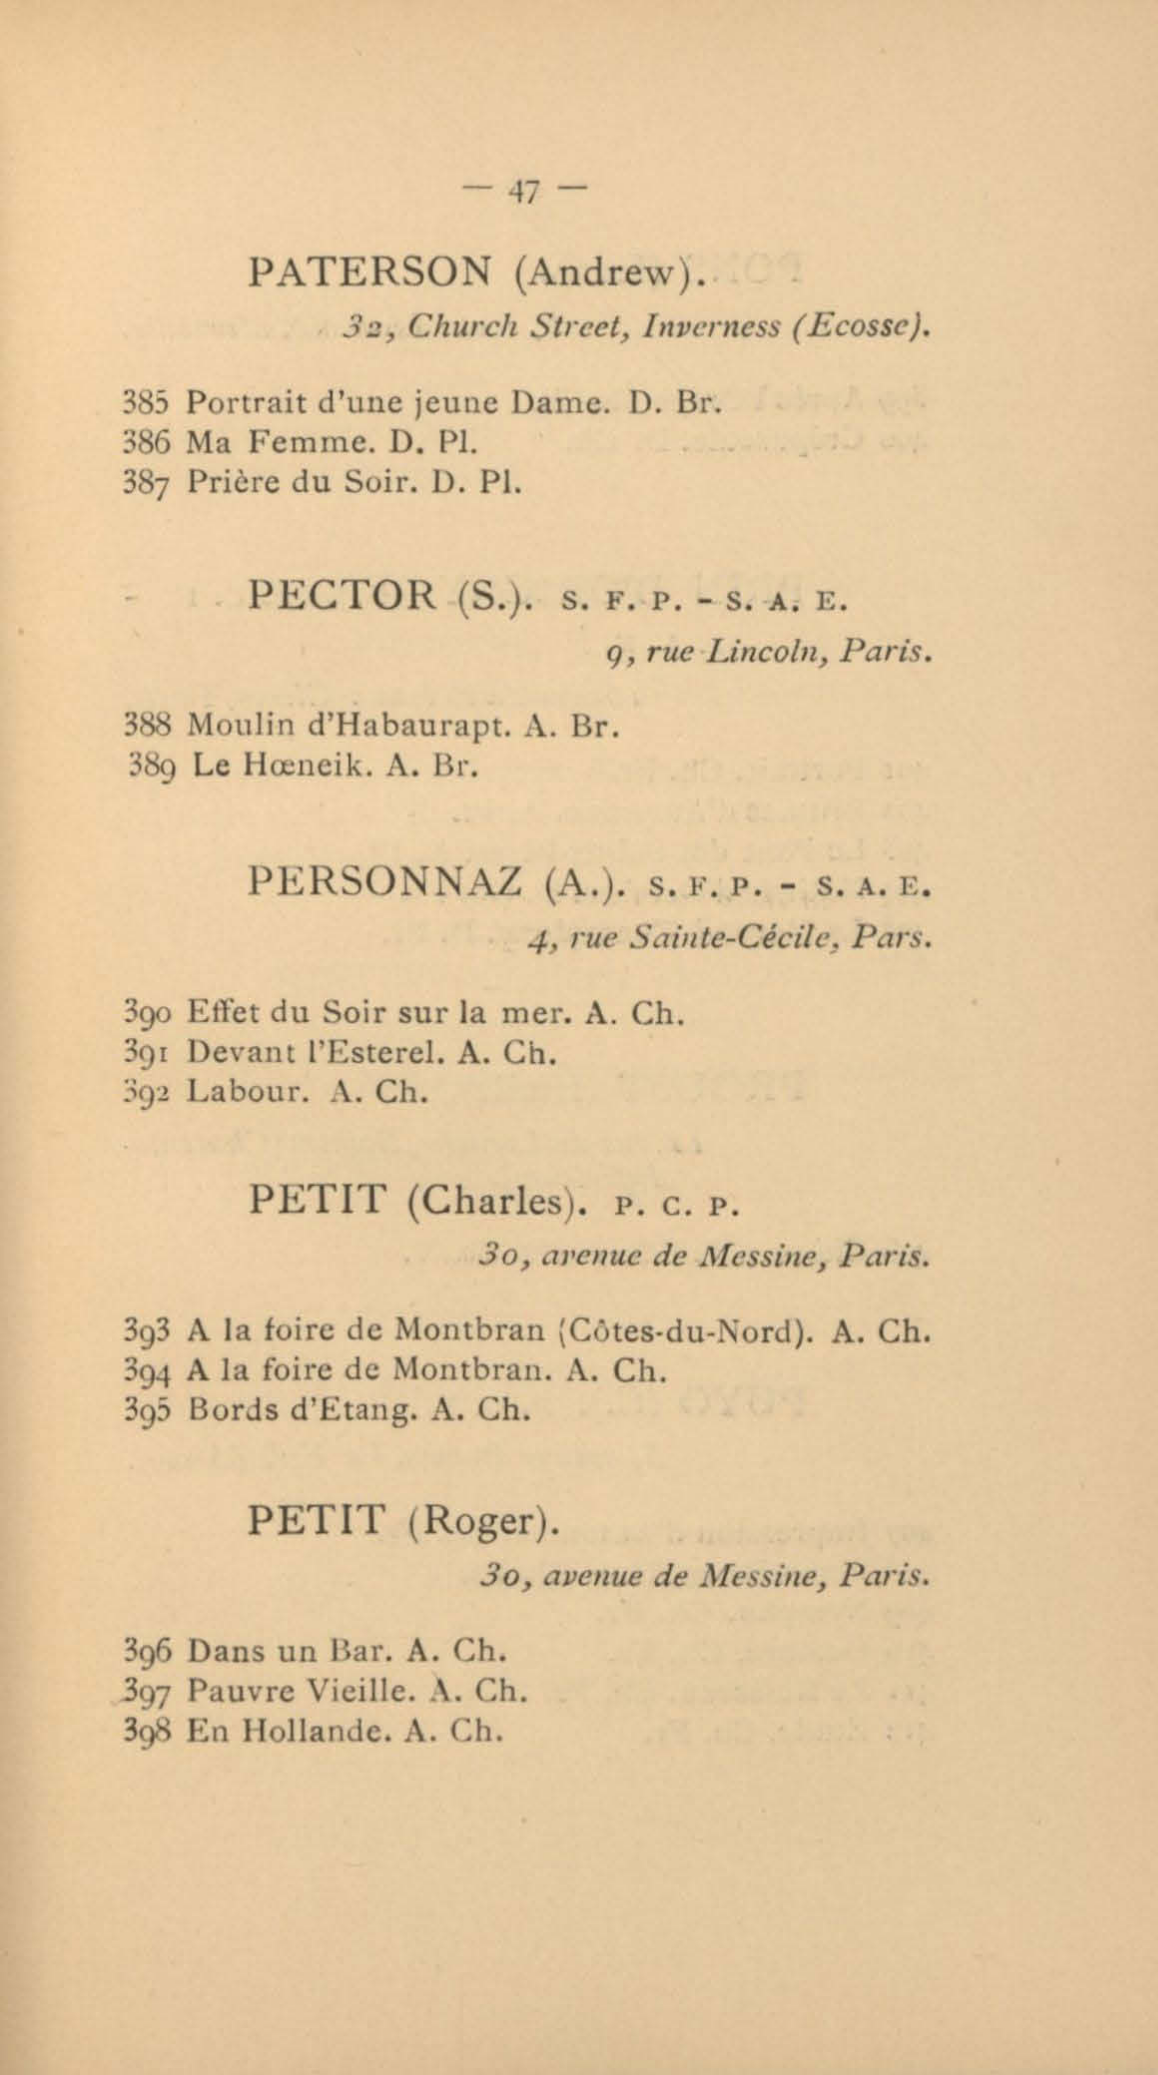 — 47 —
PATERSON (Andrew).
32, Church Street, Inverness (Ecosse).
385 Portrait d'une jeune Dame. D. Br.
386 Ma Femme. D. Pl.
387 Prière du Soir. D. Pl.
PECTOR (S.). S. F. P. - S. A. E.
9, rue Lincoln, Paris.
388 Moulin d'Habaurapt. A. Br.
389 Le Hœneik. A. Br.
PERSONNAZ (A.). S. F. P. - S. A. E.
4, rue Sainte-Cécile, Pars.
390 Effet du Soir sur la mer. A. Ch.
391 Devant l'Esterel. A. Ch.
392 Labour. A. Ch.
PETIT (Charles). P. C. P.
30, avenue de Messine, Paris.
393 A la foire de Montbran (Côtes-du-Nord). A. Ch.
394 A la foire de Montbran. A. Ch.
395 Bords d'Etang. A. Ch.
PETIT (Roger).
30, avenue de Messine, Paris.
396 Dans un Bar. A. Ch.
397 Pauvre Vieille. A. Ch.
398 En Hollande. A. Ch.